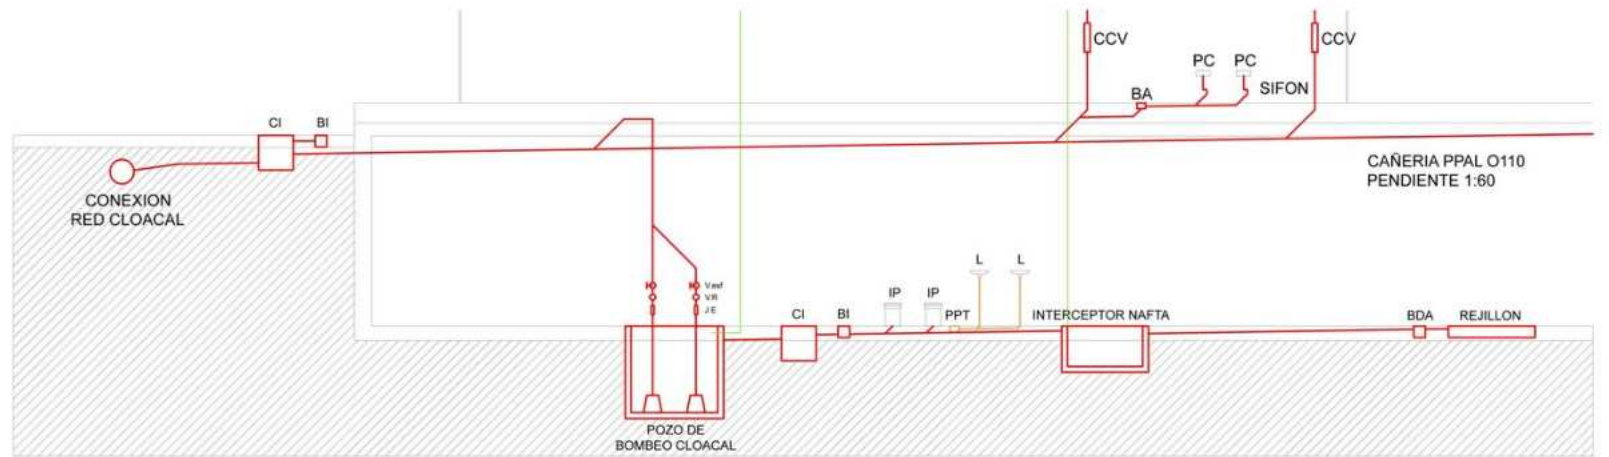 CCV
CCV
PC
PC
SIFON
BA
CI
BI
CAÑERIA PPAL O110
PENDIENTE 1:60
CONEXION
RED CLOACAL
L
L
V.esf
V.R
J.E
IP
IP
CI
BI
PPT
INTERCEPTOR NAFTA
BDA
REJILLON
POZO DE
BOMBEO CLOACAL